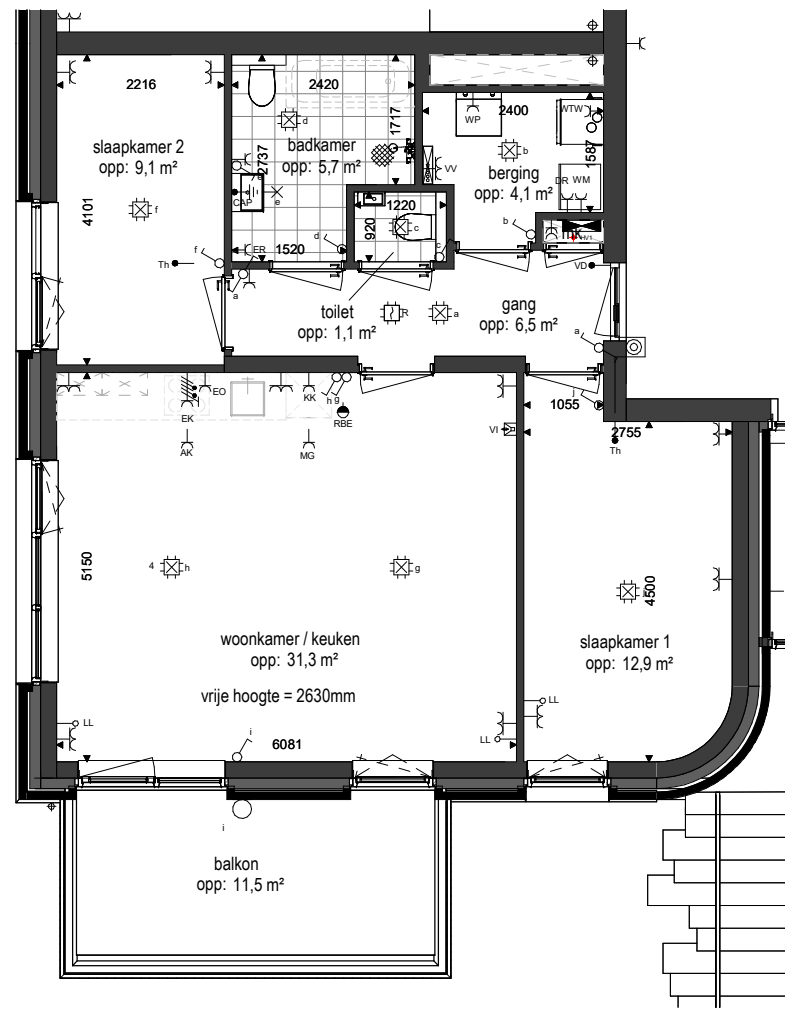 2216
2420
2400
1717
1587
WP
WTW
slaapkamer 2
opp: 9,1 m²
d
badkamer
opp: 5,7 m²
b
berging
opp: 4,1 m²
VV
2737
DR
WM
CAP
e
4101
f
1220
920
c
b
c
mk
f
Th
ER
1520
d
VD
a
toilet
opp: 1,1 m²
R
a
gang
opp: 6,5 m²
a
EO
KK
h
g
RBE
EK
AK
MG
j
1055
2755
VI
Th
5150
4
h
g
4500
woonkamer / keuken
opp: 31,3 m²
slaapkamer 1
opp: 12,9 m²
vrije hoogte = 2630mm
LL
LL
LL
i
6081
i
balkon
opp: 11,5 m²